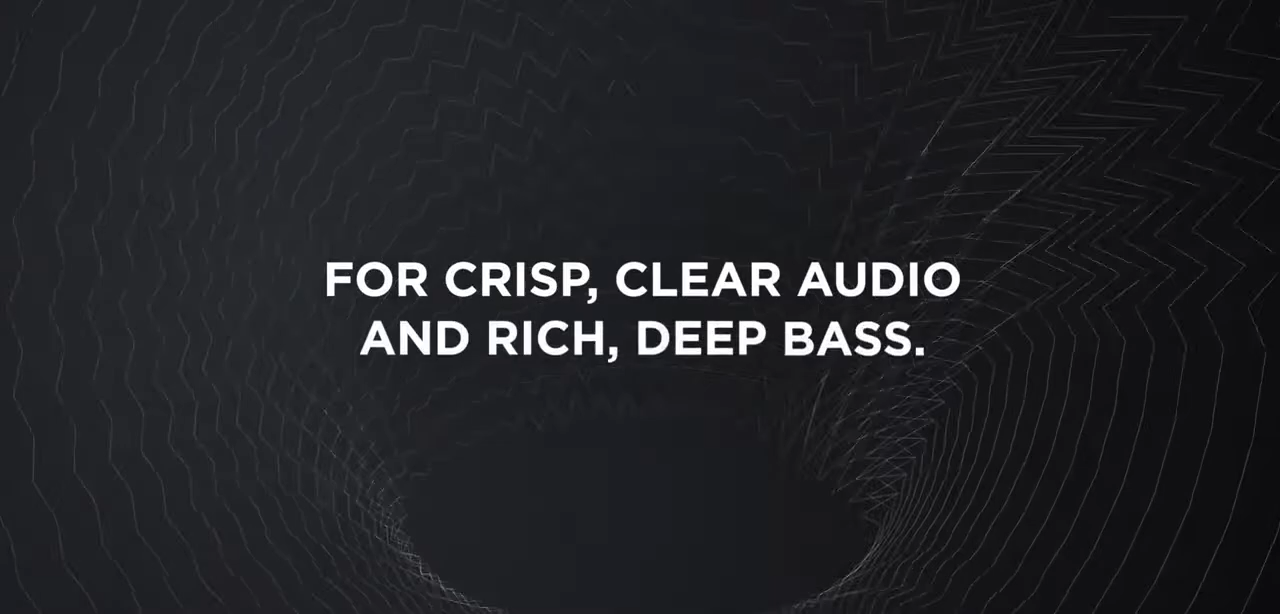 FOR CRISP, CLEAR AUDIO
AND RICH, DEEP BASS.